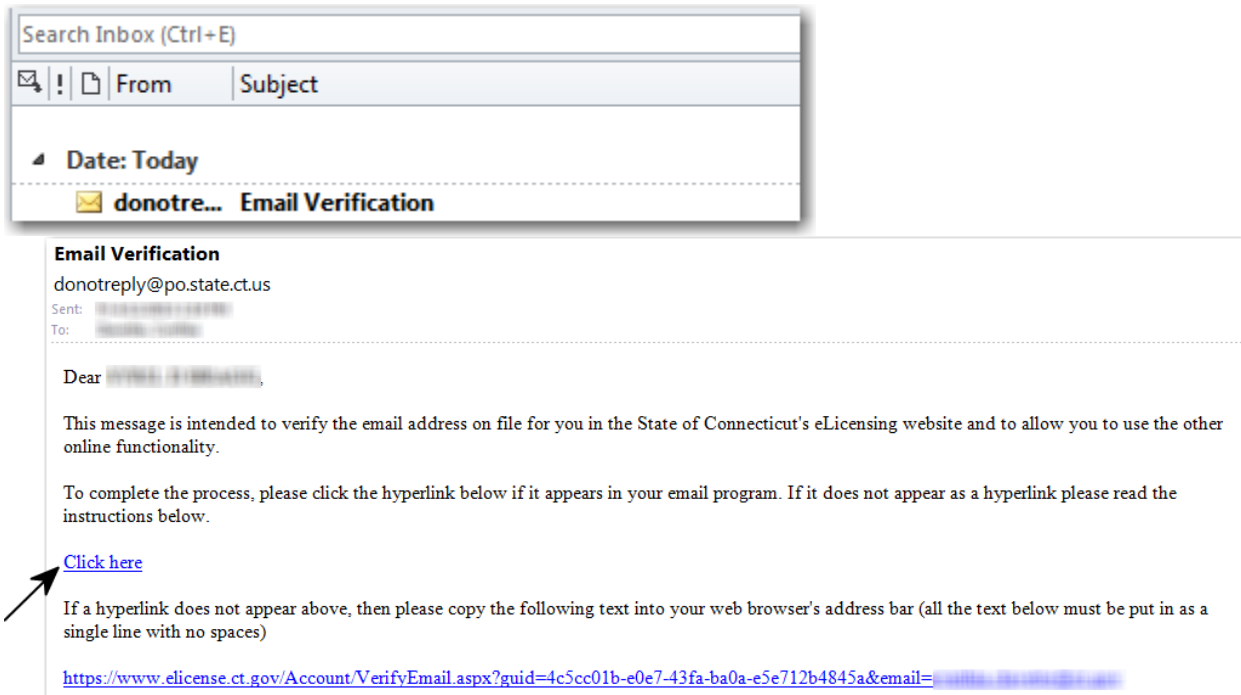 Search Inbox (Ctrl+E)
! From Subject
Date: Today
donotre... Email Verification
Email Verification
donotreply@po.state.ct.us
Sent:
To:
Dear ,
This message is intended to verify the email address on file for you in the State of Connecticut's eLicensing website and to allow you to use the other
online functionality.
To complete the process, please click the hyperlink below if it appears in your email program. If it does not appear as a hyperlink please read the
instructions below.
Click here
If a hyperlink does not appear above, then please copy the following text into your web browser's address bar (all the text below must be put in as a
single line with no spaces)
https://www.elicense.ct.gov/Account/VerifyEmail.aspx?guid=4c5cc01b-e0e7-43fa-ba0a-e5e712b4845a&email=